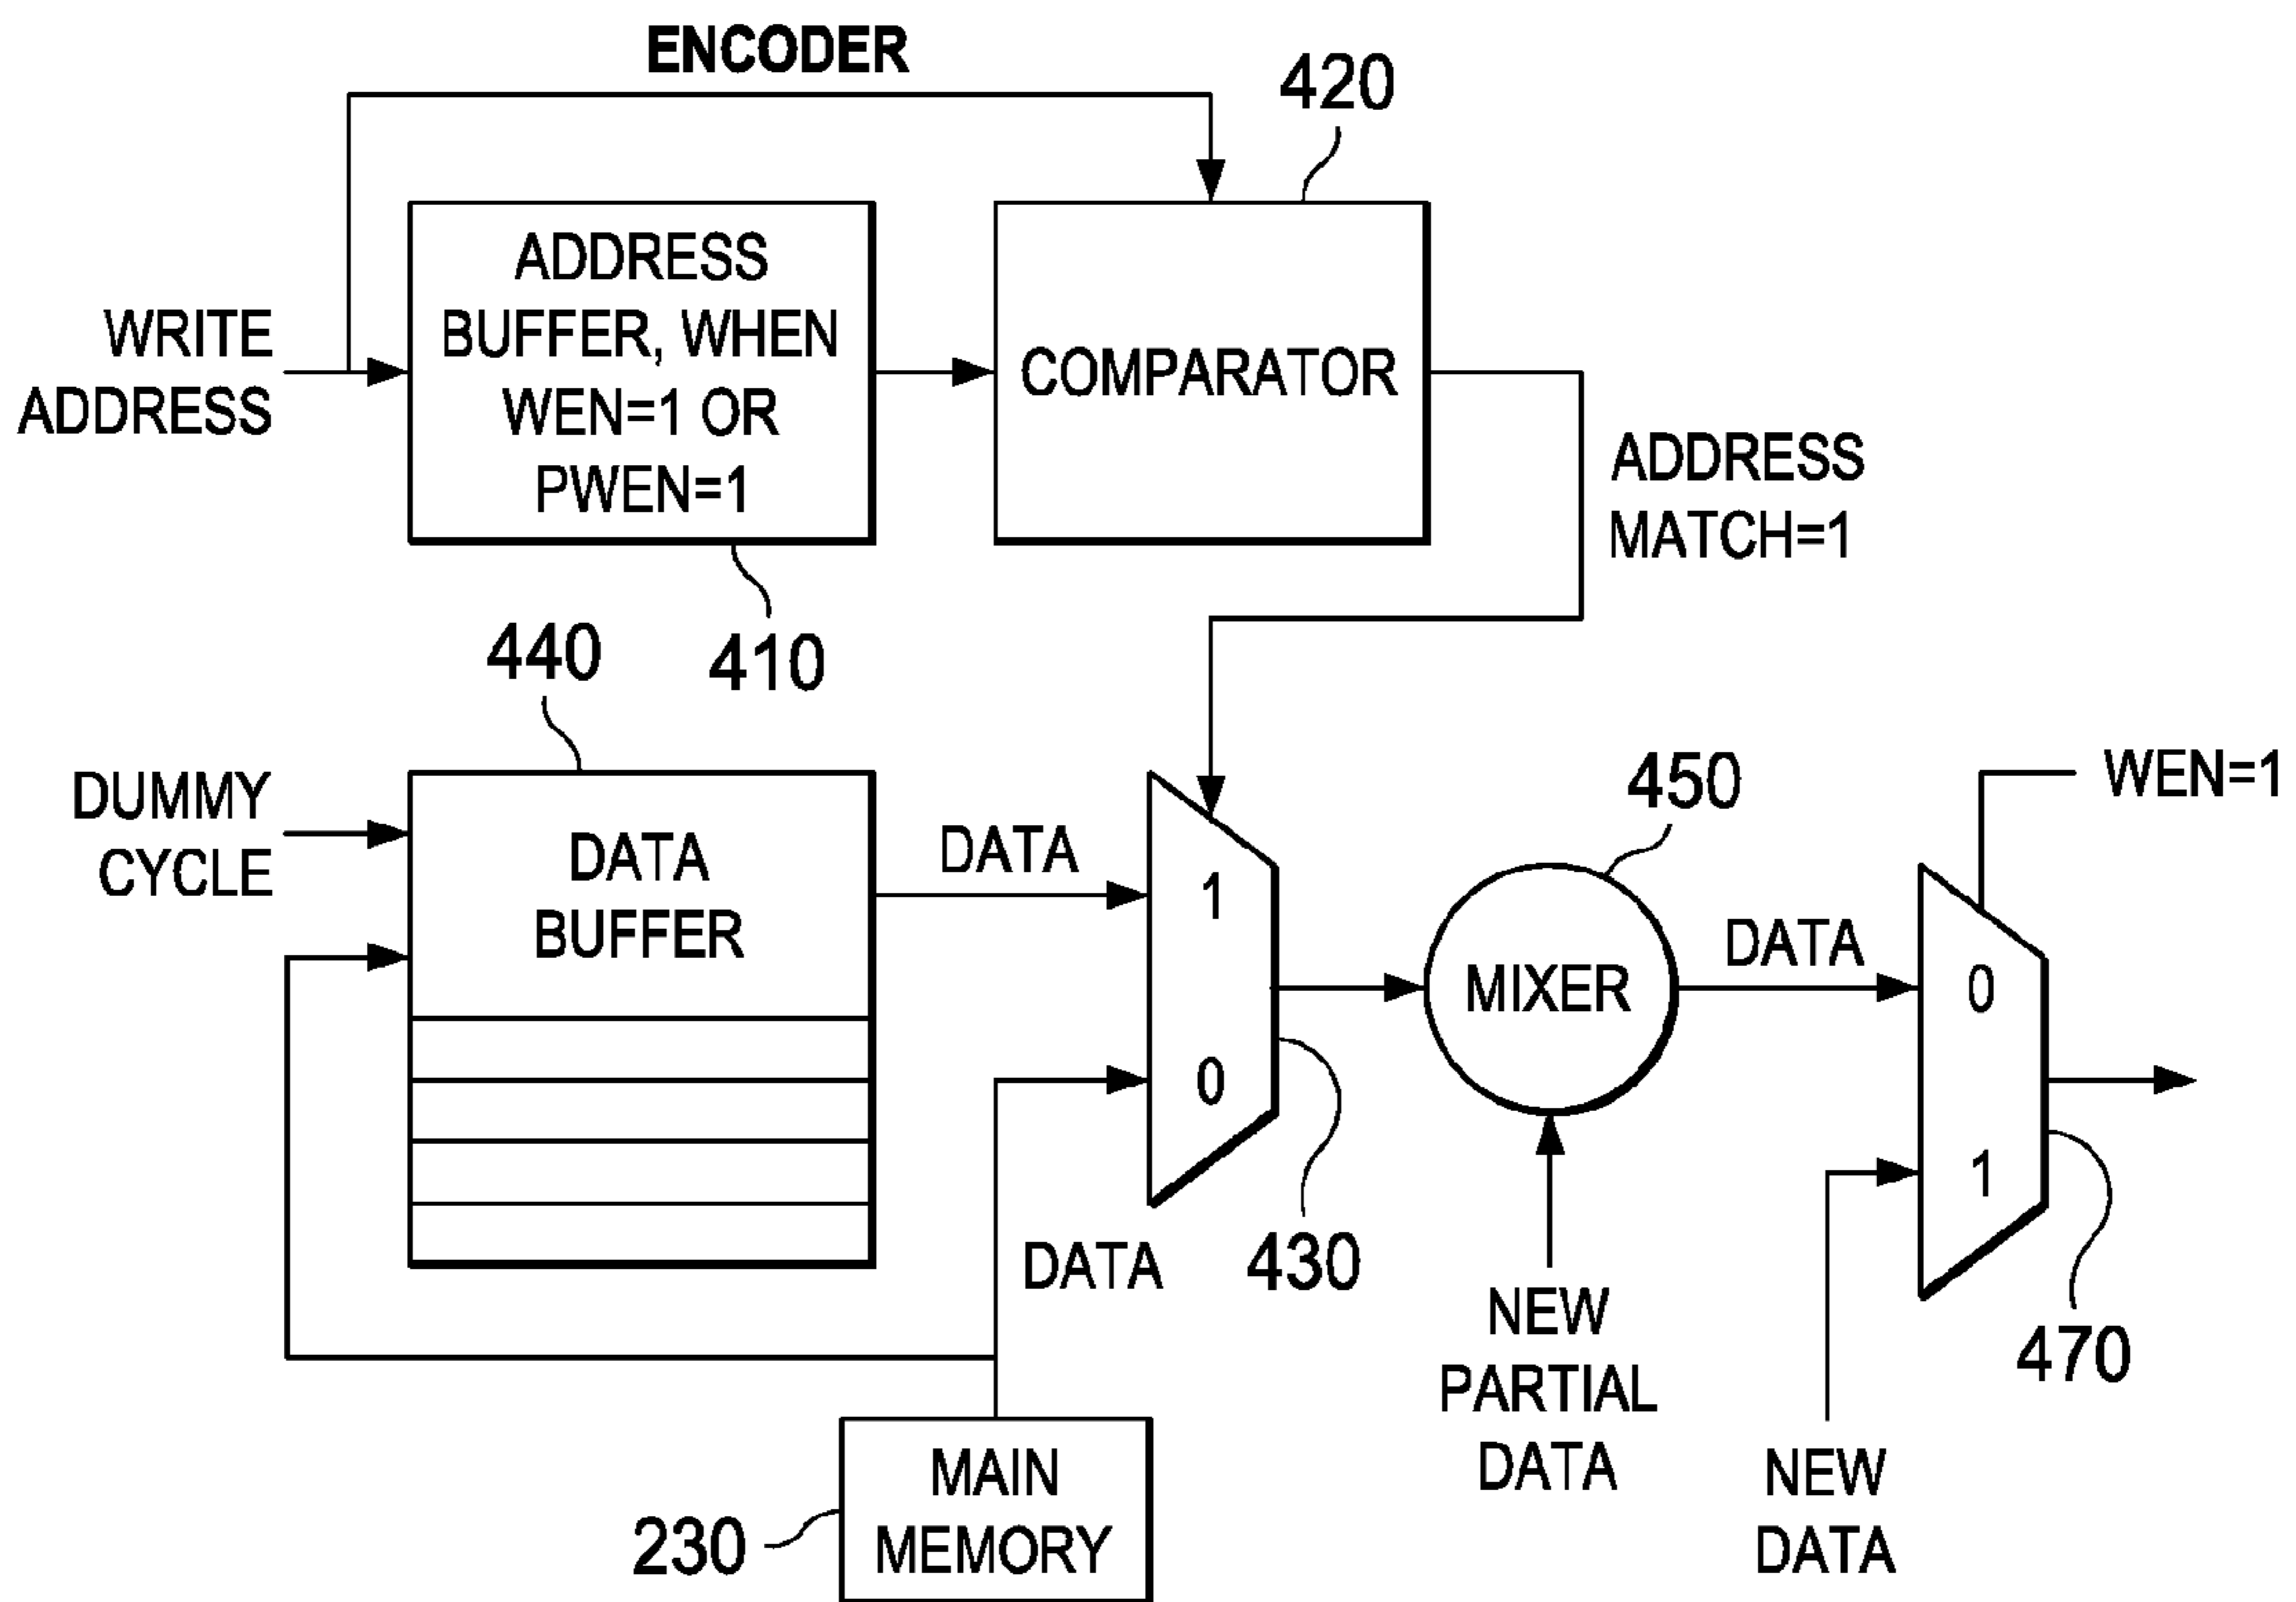 ENCODER
420
WRITE
ADDRESS
ADDRESS
BUFFER, WHEN
WEN=1 OR
PWEN=1
COMPARATOR
ADDRESS
MATCH=1
410
440
DUMMY
CYCLE
DATA
BUFFER
DATA
1
0
430
DATA
450
MIXER
DATA
WEN=1
0
1
470
NEW
PARTIAL
DATA
NEW
DATA
MAIN
MEMORY
230